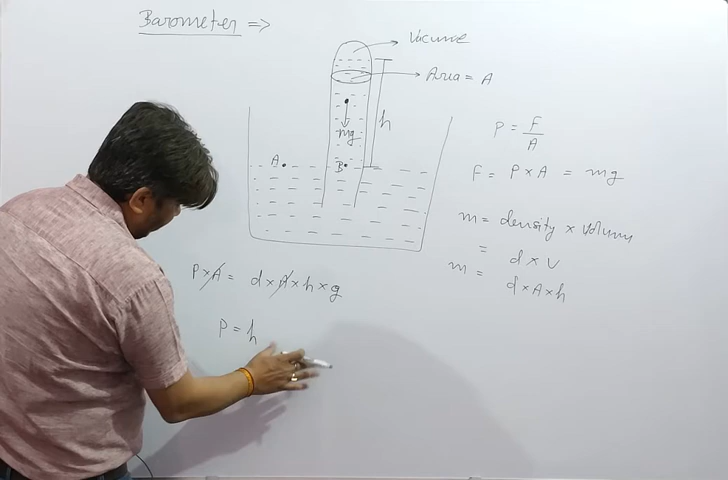 Barometer =>
Vacume
Area = A
h
mg
A
B
P = F/A
F = P × A = mg
m = density × volume
= d × V
m = d × A × h
P × A = d × A × h × g
P = h